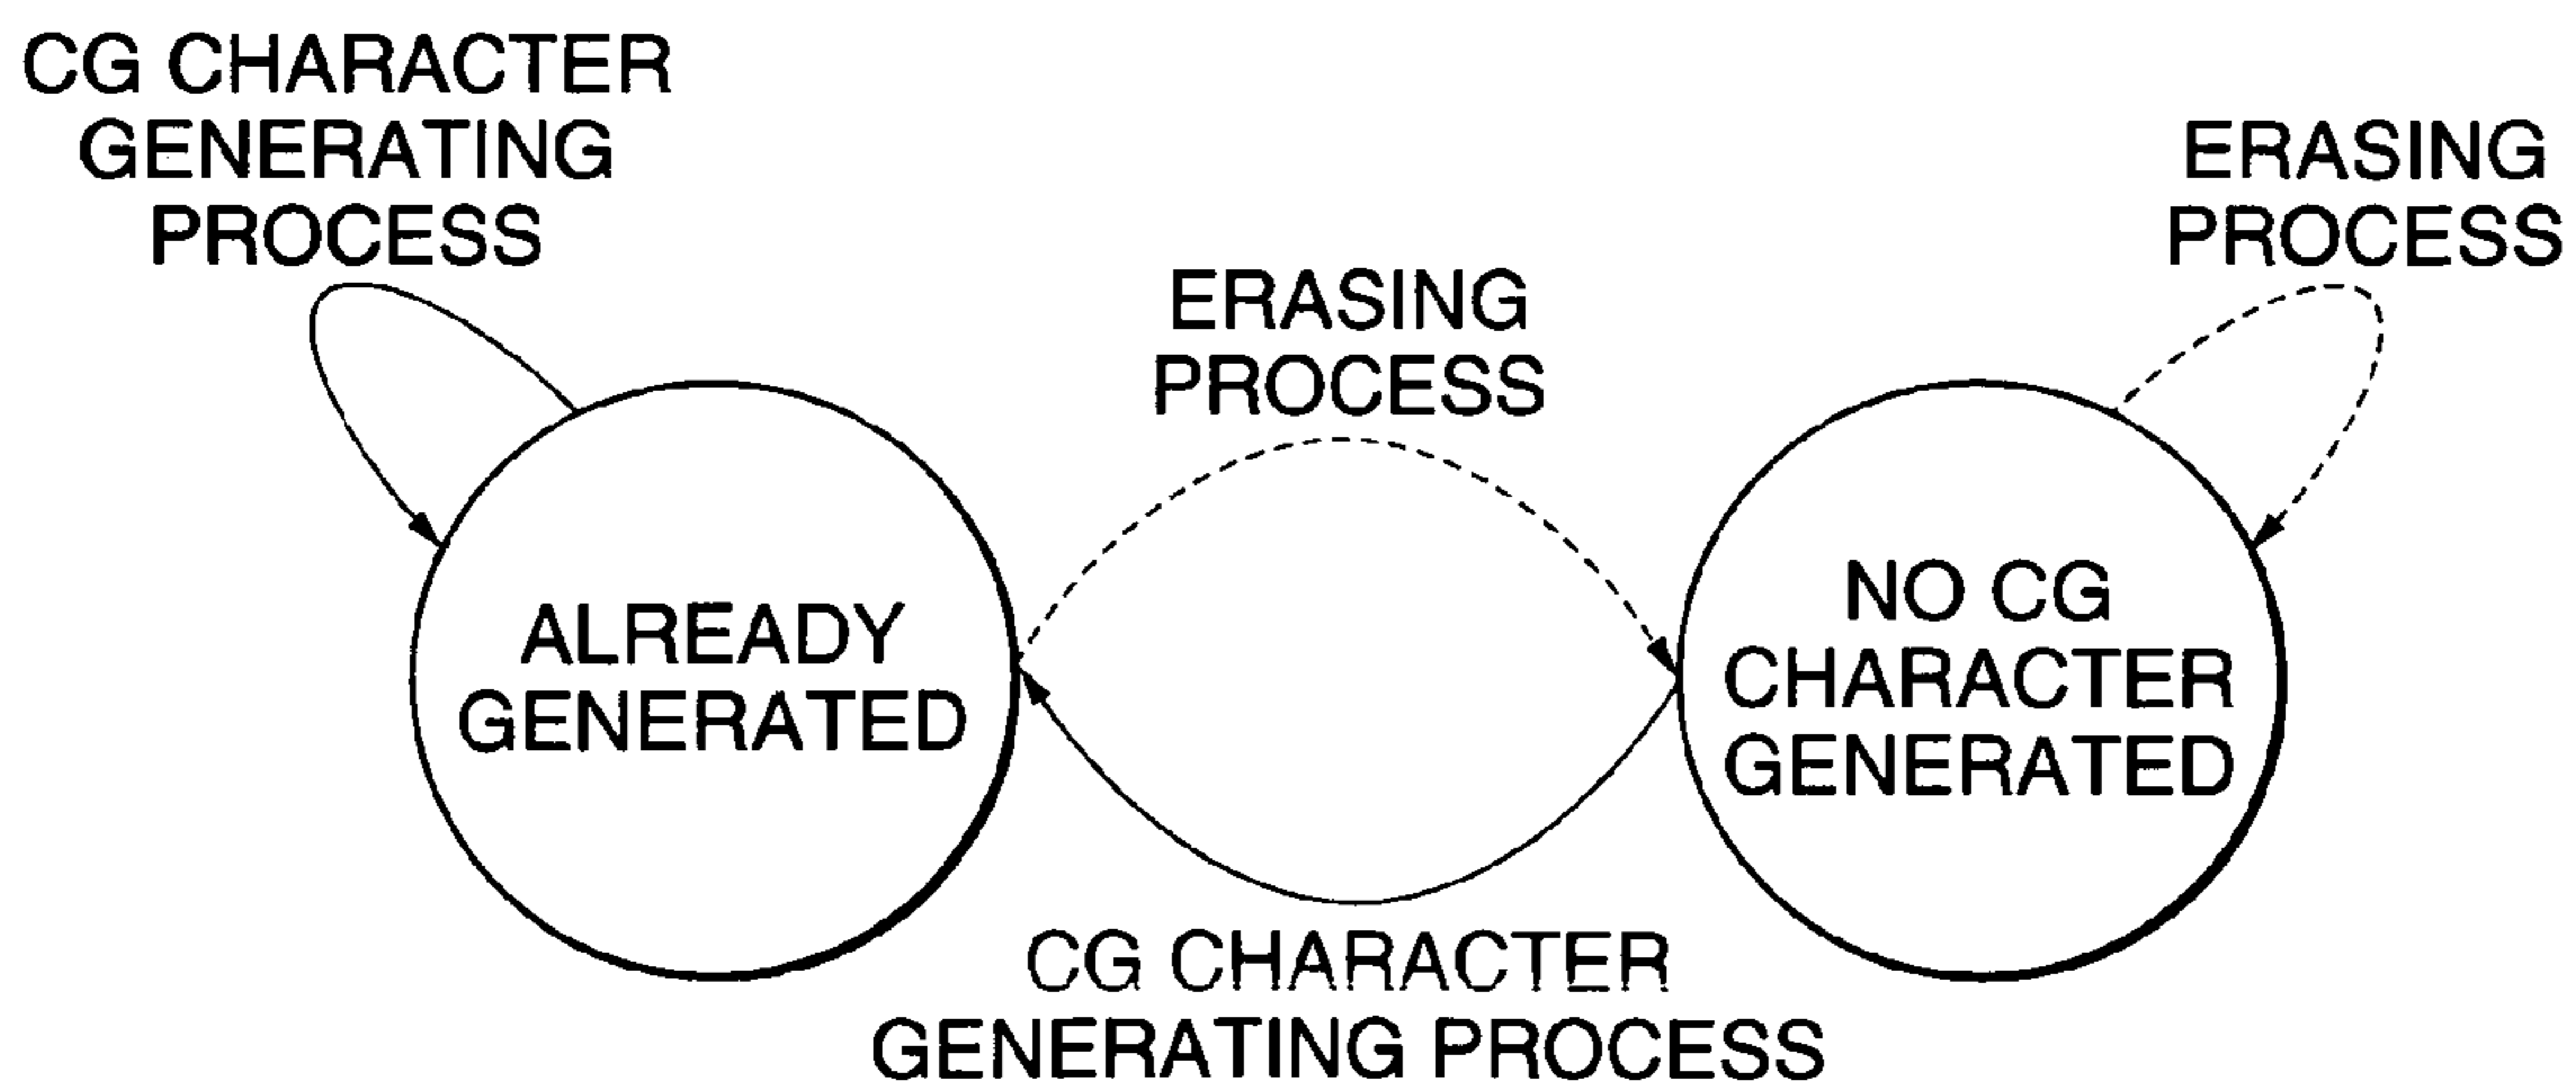 CG CHARACTER
GENERATING
PROCESS
ERASING
PROCESS
ERASING
PROCESS
ALREADY
GENERATED
NO CG
CHARACTER
GENERATED
CG CHARACTER
GENERATING PROCESS